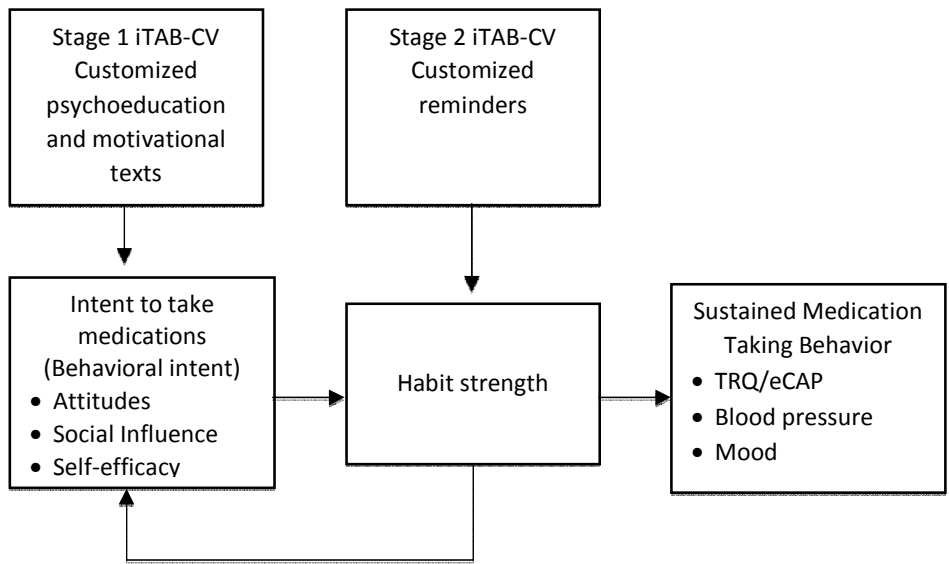 Stage 1 iTAB-CV
Customized
psychoeducation
and motivational
texts
Stage 2 iTAB-CV
Customized
reminders
Intent to take
medications
(Behavioral intent)
• Attitudes
• Social Influence
• Self-efficacy
Habit strength
Sustained Medication
Taking Behavior
• TRQ/eCAP
• Blood pressure
• Mood